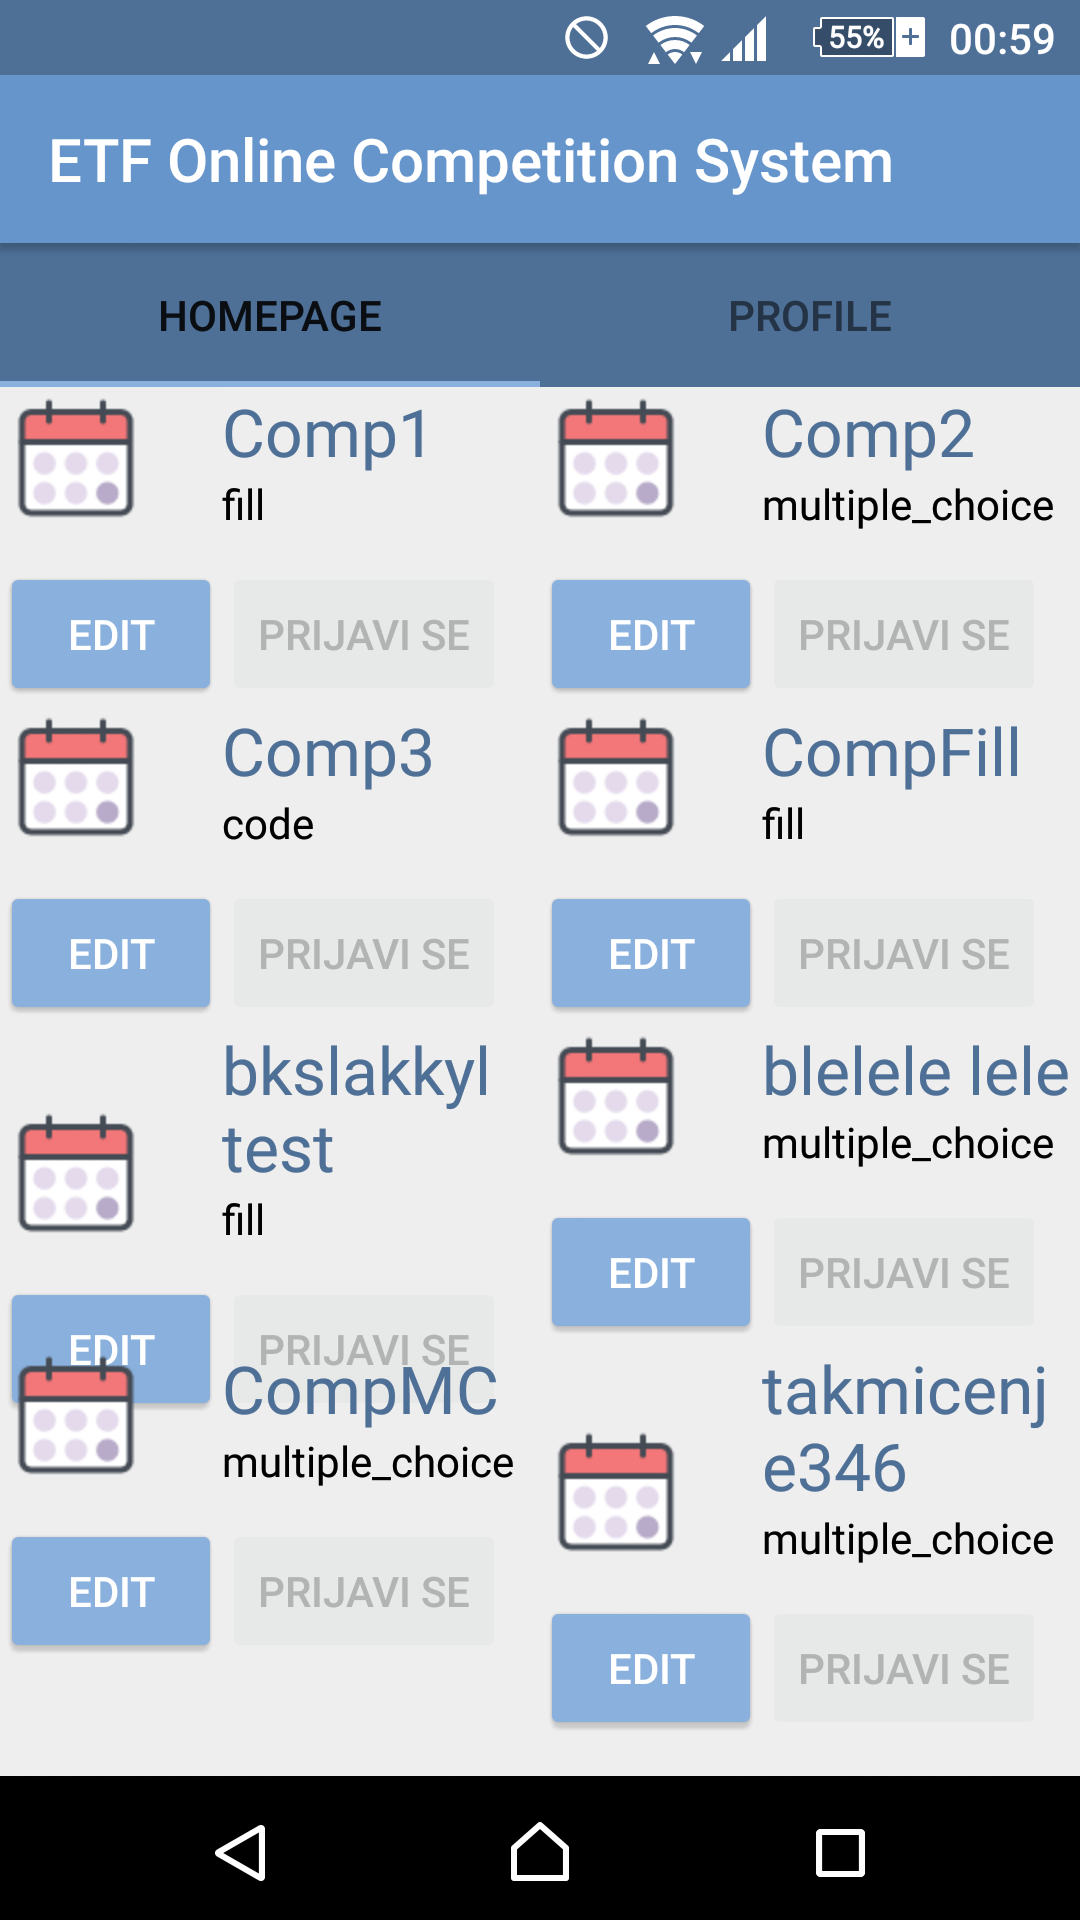 55% 00:59
ETF Online Competition System
HOMEPAGE PROFILE
Comp1
fill
EDIT PRIJAVI SE
Comp2
multiple_choice
EDIT PRIJAVI SE
Comp3
code
EDIT PRIJAVI SE
CompFill
fill
EDIT PRIJAVI SE
bkslakkyl
test
fill
EDIT PRIJAVI SE
blelele lele
multiple_choice
EDIT PRIJAVI SE
CompMC
multiple_choice
EDIT PRIJAVI SE
takmicenj
e346
multiple_choice
EDIT PRIJAVI SE